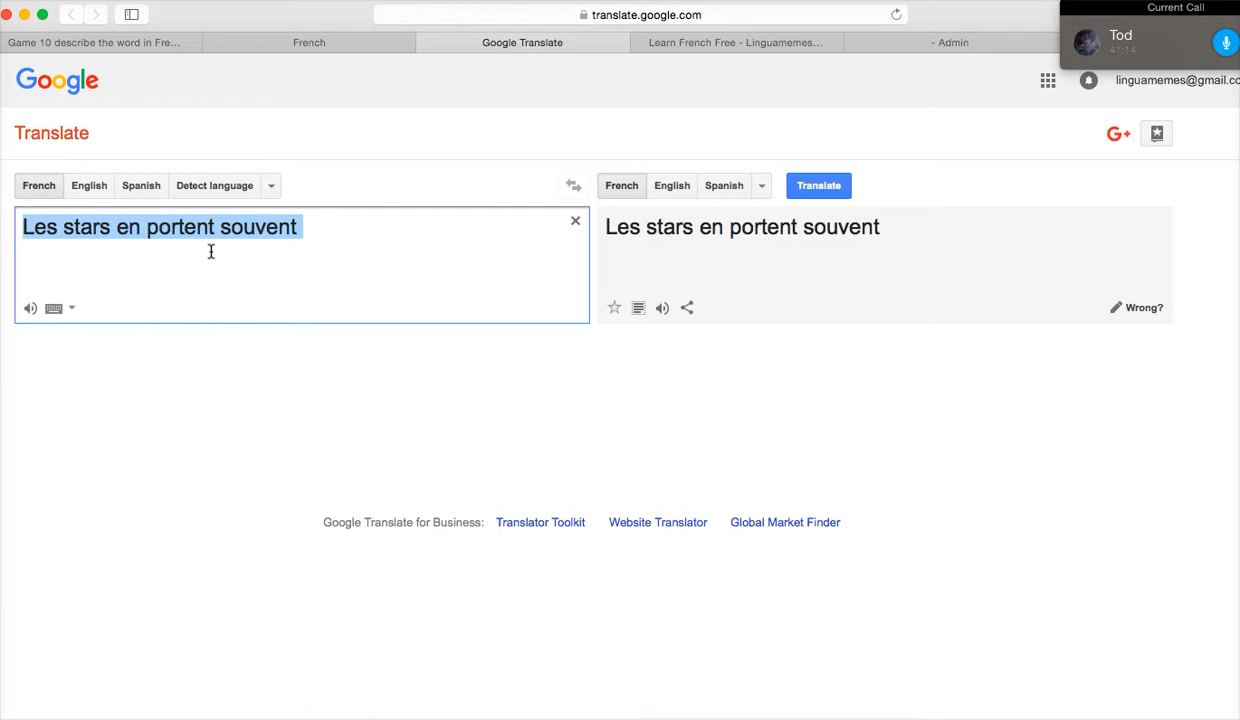 translate.google.com
Current Call
Game 10 describe the word in Fre...
French
Google Translate
Learn French Free - Linguamemes...
- Admin
Tod
41:14
Google
linguamemes@gmail.co
Translate
G+
French English Spanish Detect language
French English Spanish Translate
Les stars en portent souvent
Les stars en portent souvent
Wrong?
Google Translate for Business: Translator Toolkit Website Translator Global Market Finder